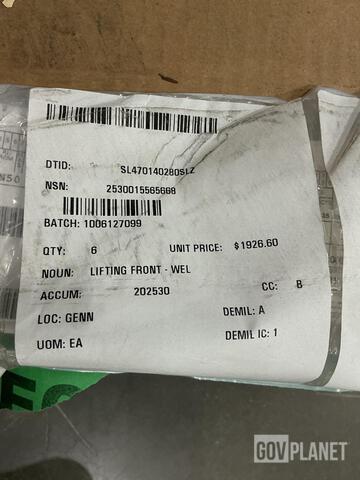 DTID: SL470140280SLZ
NSN: 2530015565668
BATCH: 1006127099
QTY: 6 UNIT PRICE: $1926.60
NOUN: LIFTING FRONT - WEL
ACCUM: 202530 CC: B
LOC: GENN DEMIL: A
UOM: EA DEMIL IC: 1
GOVPLANET